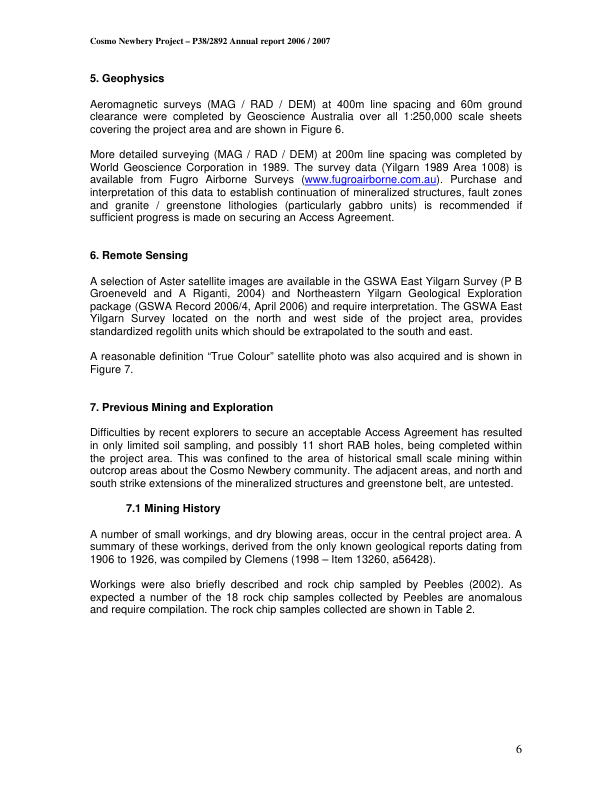 Cosmo Newbery Project – P38/2892 Annual report 2006 / 2007
5. Geophysics
Aeromagnetic surveys (MAG / RAD / DEM) at 400m line spacing and 60m ground
clearance were completed by Geoscience Australia over all 1:250,000 scale sheets
covering the project area and are shown in Figure 6.
More detailed surveying (MAG / RAD / DEM) at 200m line spacing was completed by
World Geoscience Corporation in 1989. The survey data (Yilgarn 1989 Area 1008) is
available from Fugro Airborne Surveys (www.fugroairborne.com.au). Purchase and
interpretation of this data to establish continuation of mineralized structures, fault zones
and granite / greenstone lithologies (particularly gabbro units) is recommended if
sufficient progress is made on securing an Access Agreement.
6. Remote Sensing
A selection of Aster satellite images are available in the GSWA East Yilgarn Survey (P B
Groeneveld and A Riganti, 2004) and Northeastern Yilgarn Geological Exploration
package (GSWA Record 2006/4, April 2006) and require interpretation. The GSWA East
Yilgarn Survey located on the north and west side of the project area, provides
standardized regolith units which should be extrapolated to the south and east.
A reasonable definition “True Colour” satellite photo was also acquired and is shown in
Figure 7.
7. Previous Mining and Exploration
Difficulties by recent explorers to secure an acceptable Access Agreement has resulted
in only limited soil sampling, and possibly 11 short RAB holes, being completed within
the project area. This was confined to the area of historical small scale mining within
outcrop areas about the Cosmo Newbery community. The adjacent areas, and north and
south strike extensions of the mineralized structures and greenstone belt, are untested.
7.1 Mining History
A number of small workings, and dry blowing areas, occur in the central project area. A
summary of these workings, derived from the only known geological reports dating from
1906 to 1926, was compiled by Clemens (1998 – Item 13260, a56428).
Workings were also briefly described and rock chip sampled by Peebles (2002). As
expected a number of the 18 rock chip samples collected by Peebles are anomalous
and require compilation. The rock chip samples collected are shown in Table 2.
6